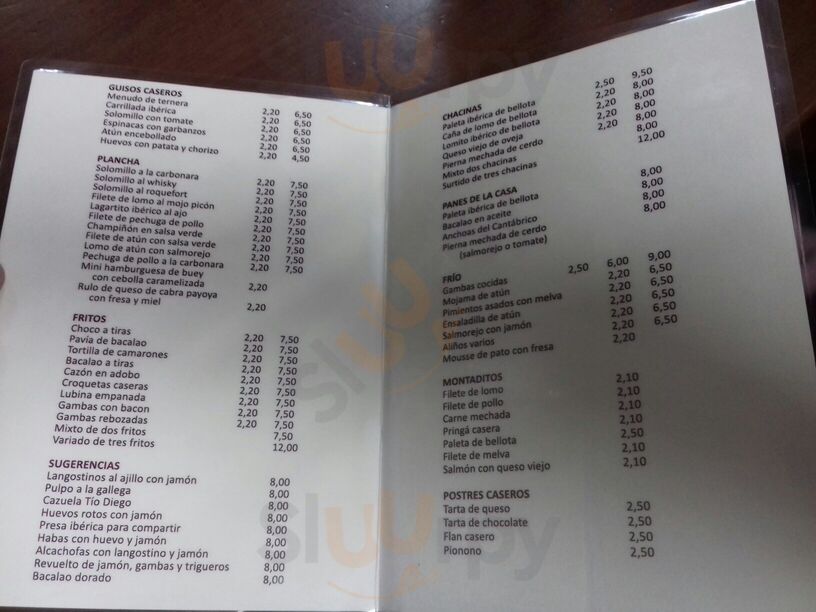 GUISOS CASEROS
Menudo de ternera
Carrillada ibérica 2,20 6,50
Solomillo con tomate 2,20 6,50
Espinacas con garbanzos 2,20 6,50
Atún encebollado 2,20 6,50
Huevos con patata y chorizo 2,20 4,50
PLANCHA
Solomillo a la carbonara
Solomillo al whisky 2,20 7,50
Solomillo al roquefort 2,20 7,50
Filete de lomo al mojo picón 2,20 7,50
Lagartito ibérico al ajo 2,20 7,50
Filete de pechuga de pollo 2,20 7,50
Champiñón en salsa verde 2,20 7,50
Filete de atún con salsa verde 2,20 7,50
Lomo de atún con salmorejo 2,20 7,50
Pechuga de pollo a la carbonara 2,20 7,50
Mini hamburguesa de buey
con cebolla caramelizada 2,20
Rulo de queso de cabra payoya
con fresa y miel 2,20
FRITOS
Choco a tiras
Pavía de bacalao 2,20 7,50
Tortilla de camarones 2,20 7,50
Bacalao a tiras 2,20 7,50
Cazón en adobo 2,20 7,50
Croquetas caseras 2,20 7,50
Lubina empanada 2,20 7,50
Gambas con bacon 2,20 7,50
Gambas rebozadas 2,20 7,50
Mixto de dos fritos 7,50
Variado de tres fritos 12,00
SUGERENCIAS
Langostinos al ajillo con jamón 8,00
Pulpo a la gallega 8,00
Cazuela Tío Diego 8,00
Huevos rotos con jamón 8,00
Presa ibérica para compartir 8,00
Habas con huevo y jamón 8,00
Alcachofas con langostino y jamón 8,00
Revuelto de jamón, gambas y trigueros 8,00
Bacalao dorado 8,00
CHACINAS
Paleta ibérica de bellota 2,50 9,50
Caña de lomo de bellota 2,20 8,00
Lomito ibérico de bellota 2,20 8,00
Queso viejo de oveja 2,20 8,00
Pierna mechada de cerdo 2,20 8,00
Mixto dos chacinas 8,00
Surtido de tres chacinas 12,00
PANES DE LA CASA
Paleta ibérica de bellota 8,00
Bacalao en aceite 8,00
Anchoas del Cantábrico 8,00
Pierna mechada de cerdo 8,00
(salmorejo o tomate)
FRÍO
Gambas cocidas 2,50 6,00 9,00
Mojama de atún 2,20 6,50
Pimientos asados con melva 2,20 6,50
Ensaladilla de atún 2,20 6,50
Salmorejo con jamón 2,20 6,50
Aliños varios 2,20 6,50
Mousse de pato con fresa 2,20
MONTADITOS
Filete de lomo 2,10
Filete de pollo 2,10
Carne mechada 2,10
Pringá casera 2,10
Paleta de bellota 2,50
Filete de melva 2,10
Salmón con queso viejo 2,10
POSTRES CASEROS
Tarta de queso 2,50
Tarta de chocolate 2,50
Flan casero 2,50
Pionono 2,50
sluurpy
sluurpy
sluurpy